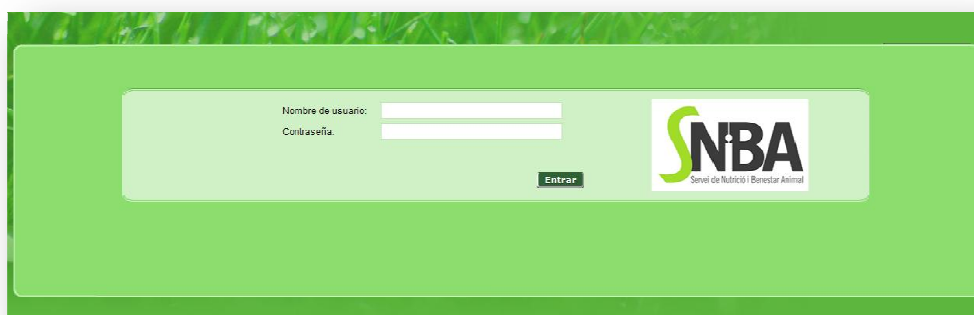 Nombre de usuario:
Contraseña:
Entrar
SNiBA
Servei de Nutrició i Benestar Animal